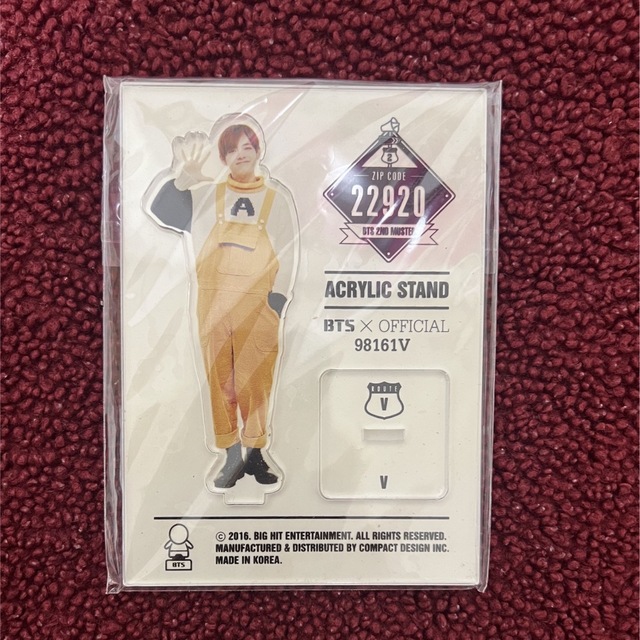 A
ZIP CODE
22920
BTS 2ND MUSTER
ACRYLIC STAND
BTS × OFFICIAL
98161V
ROUTE
V
V
BTS
© 2016. BIG HIT ENTERTAINMENT. ALL RIGHTS RESERVED.
MANUFACTURED & DISTRIBUTED BY COMPACT DESIGN INC.
MADE IN KOREA.